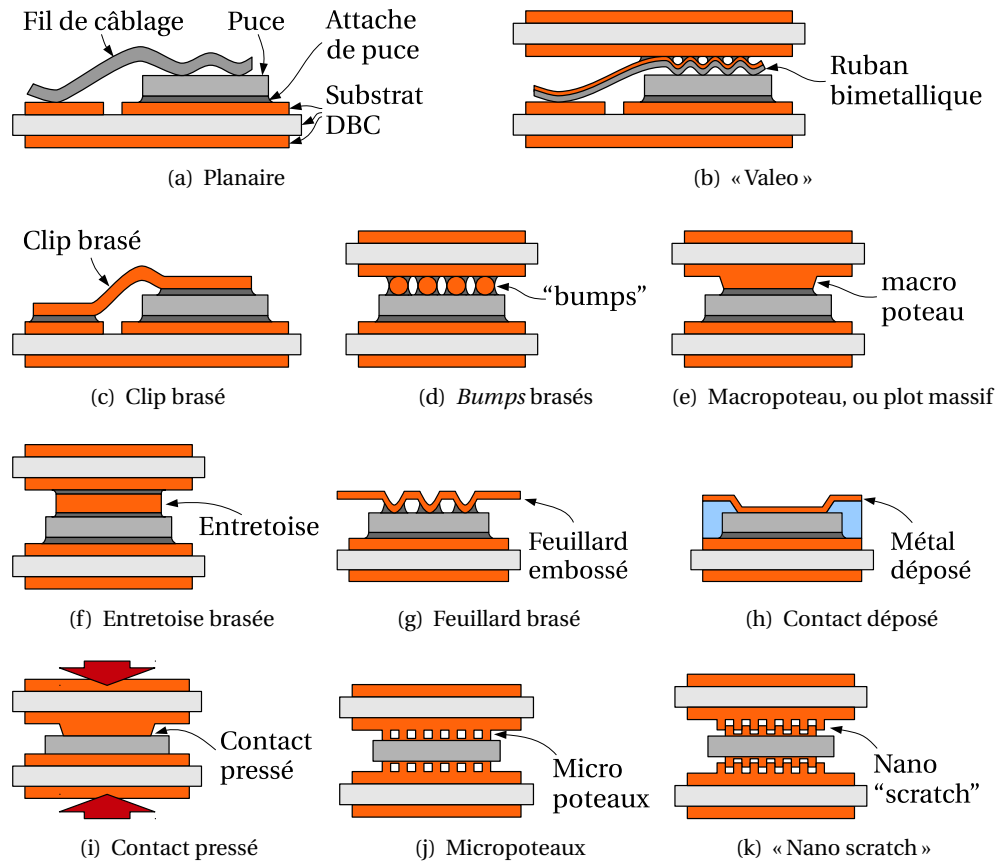 Fil de câblage
Puce
Attache
de puce
Substrat
DBC
(a) Planaire
Ruban
bimetallique
(b) « Valeo »
Clip brasé
(c) Clip brasé
“bumps”
(d) Bumps brasés
macro
poteau
(e) Macropoteau, ou plot massif
Entretoise
(f) Entretoise brasée
Feuillard
embossé
(g) Feuillard brasé
Métal
déposé
(h) Contact déposé
Contact
pressé
(i) Contact pressé
Micro
poteaux
(j) Micropoteaux
Nano
“scratch”
(k) « Nano scratch »